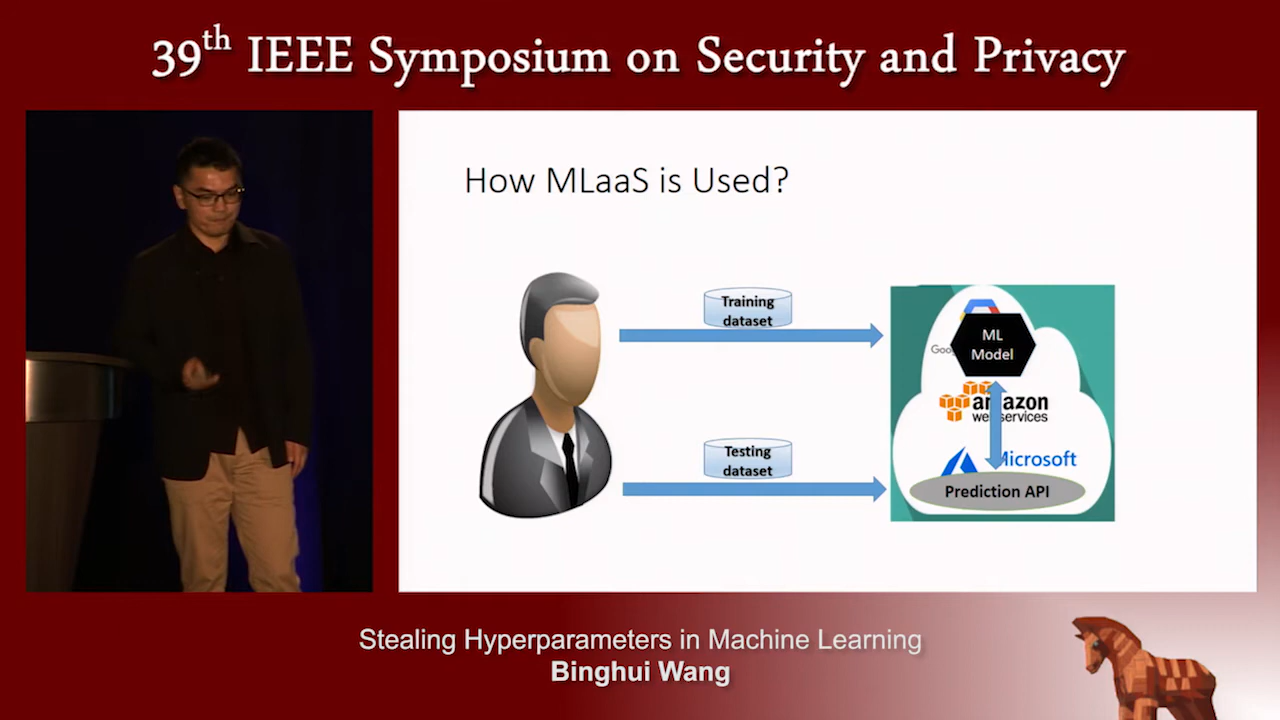 39th IEEE Symposium on Security and Privacy
How MLaaS is Used?
Training
dataset
ML
Model
Goo
amazon
web services
Testing
dataset
Microsoft
Prediction API
Stealing Hyperparameters in Machine Learning
Binghui Wang